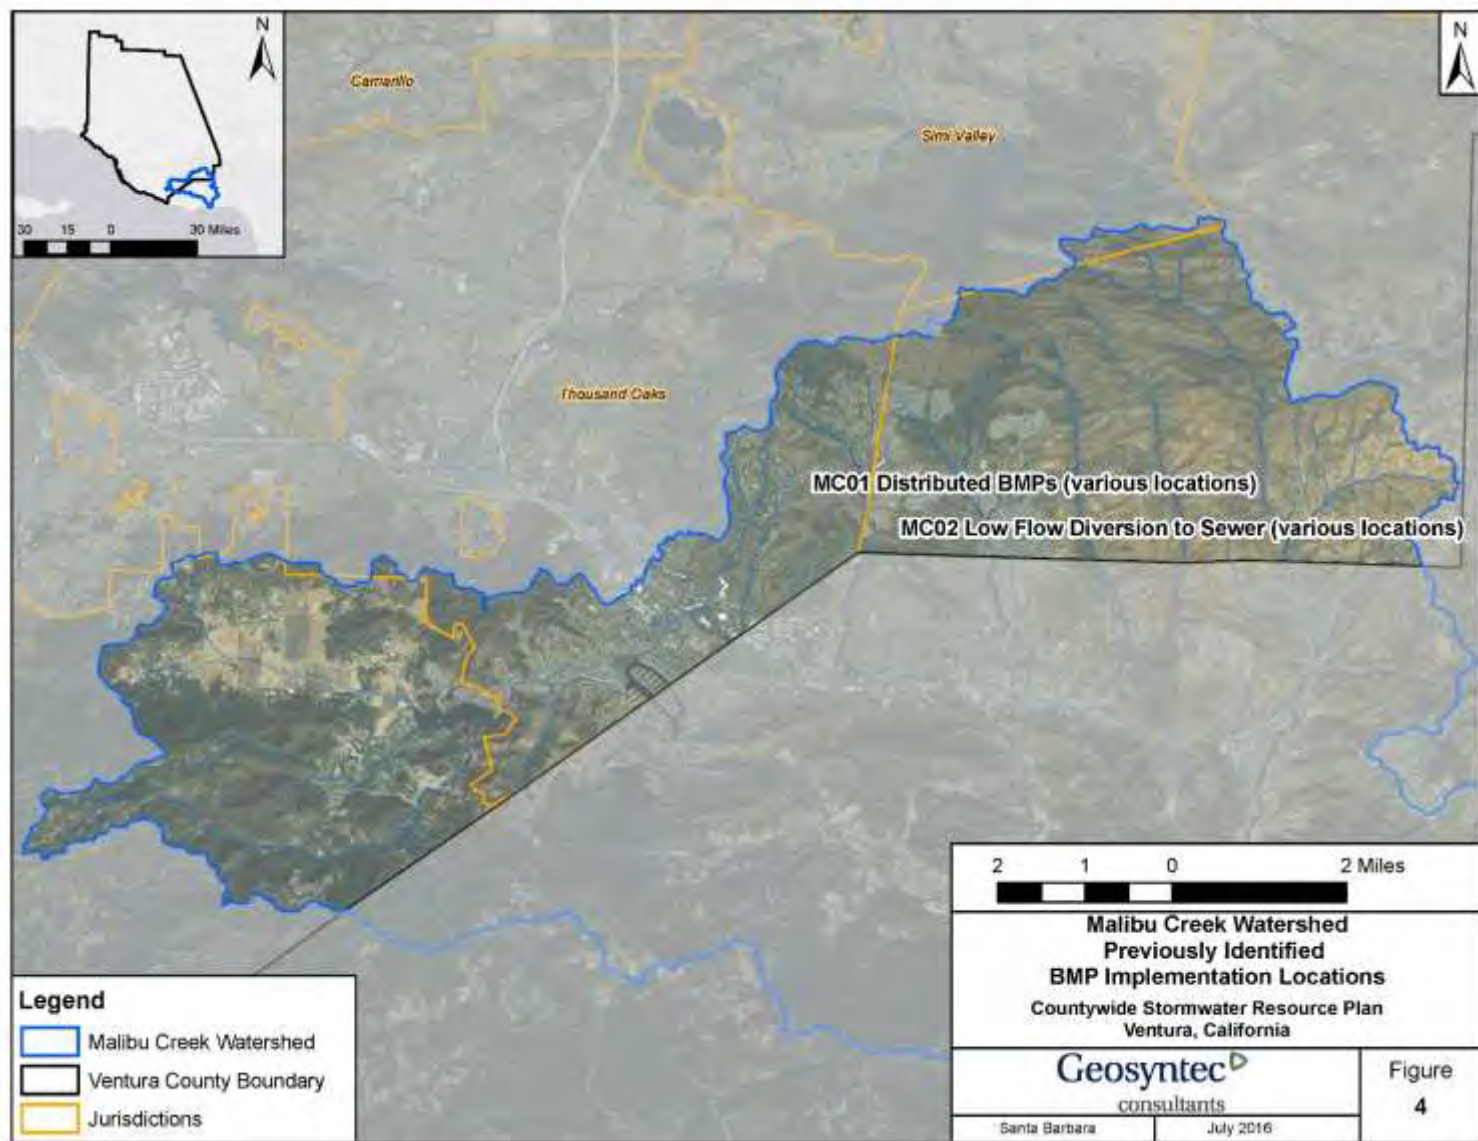 N
30 15 0 30 Miles
N
Camarillo
Simi Valley
Thousand Oaks
MC01 Distributed BMPs (various locations)
MC02 Low Flow Diversion to Sewer (various locations)
Legend
Malibu Creek Watershed
Ventura County Boundary
Jurisdictions
2 1 0 2 Miles
Malibu Creek Watershed
Previously Identified
BMP Implementation Locations
Countywide Stormwater Resource Plan
Ventura, California
Geosyntec
consultants
Santa Barbara
July 2016
Figure
4